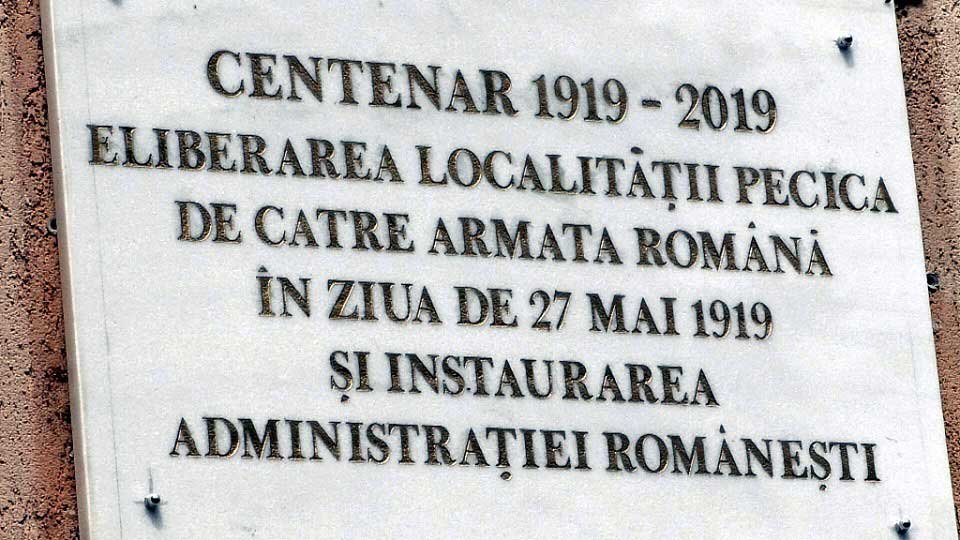 CENTENAR 1919 - 2019
ELIBERAREA LOCALITĂȚII PECICA
DE CATRE ARMATA ROMÂNĂ
ÎN ZIUA DE 27 MAI 1919
ȘI INSTAURAREA
ADMINISTRAȚIEI ROMÂNEȘTI